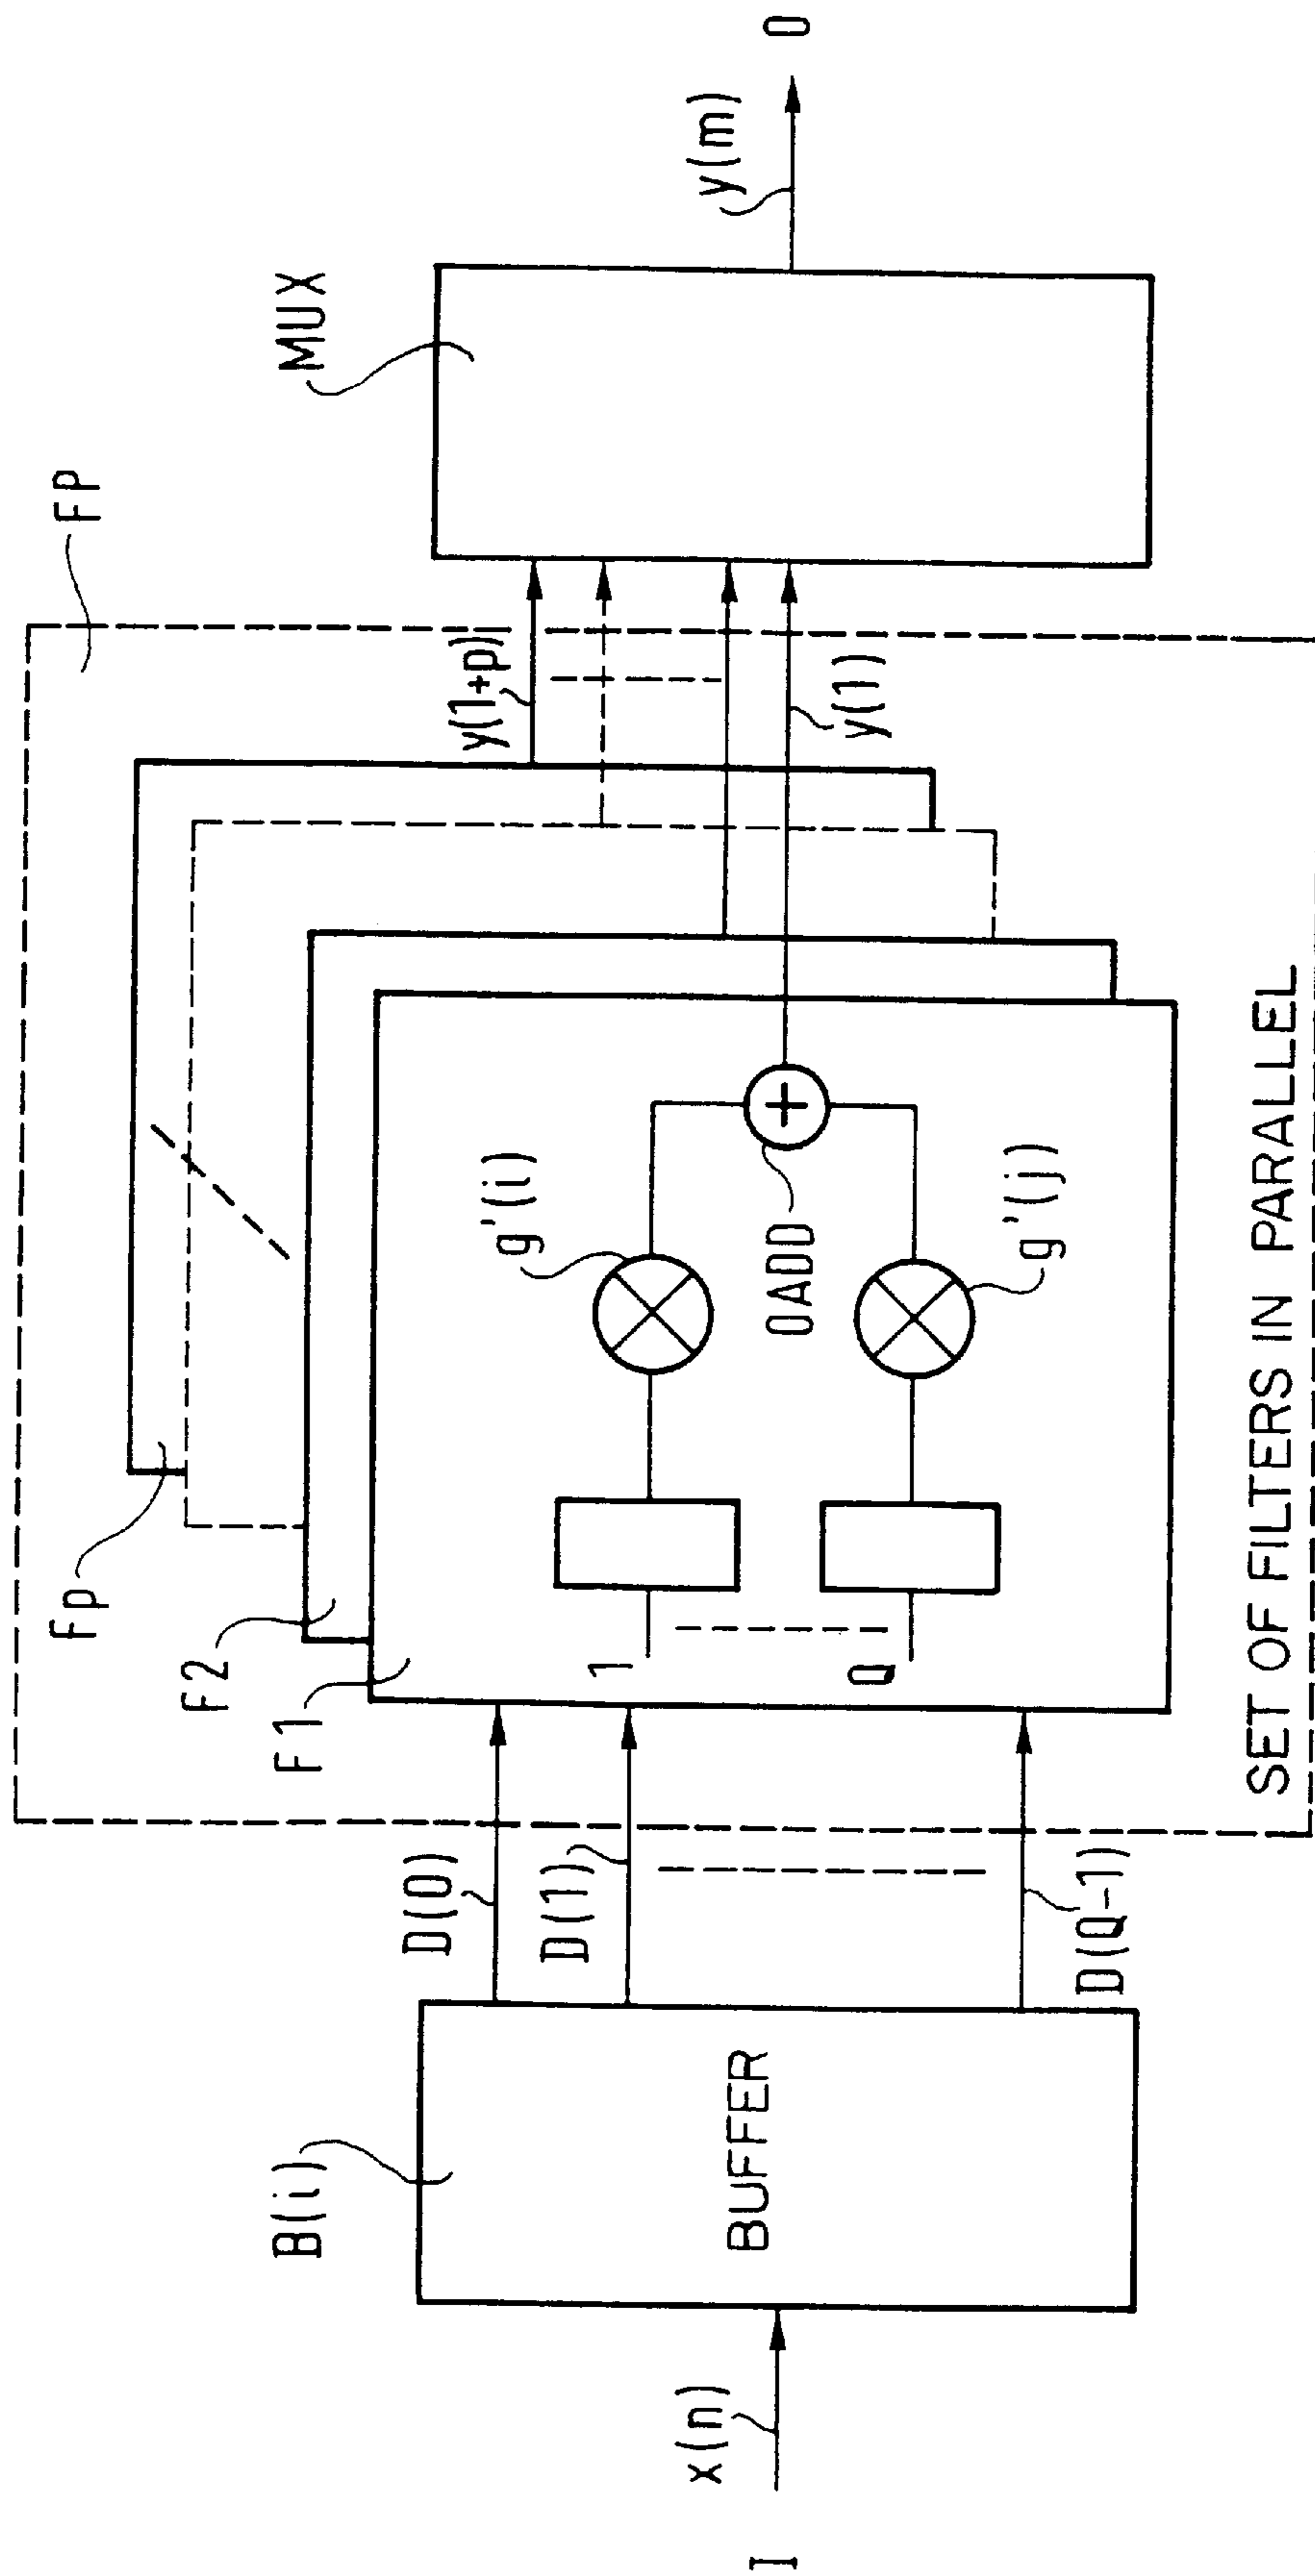 I
x(n)
B(i)
BUFFER
D(0)
D(1)
D(Q-1)
FP
Fp
F2
F1
1
Q
g'(i)
g'(j)
OADD
y(1+p)
y(1)
SET OF FILTERS IN PARALLEL
MUX
y(m)
O